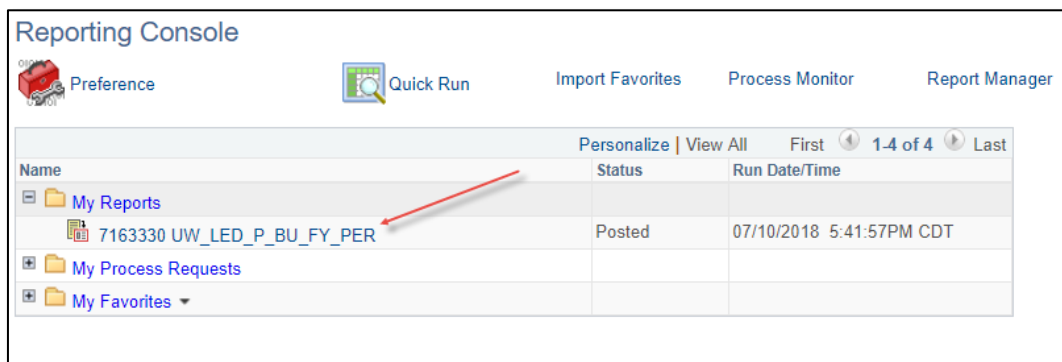 Reporting Console
Preference Quick Run Import Favorites Process Monitor Report Manager
Personalize | View All First 1-4 of 4 Last
Name Status Run Date/Time
My Reports
7163330 UW_LED_P_BU_FY_PER Posted 07/10/2018 5:41:57PM CDT
My Process Requests
My Favorites